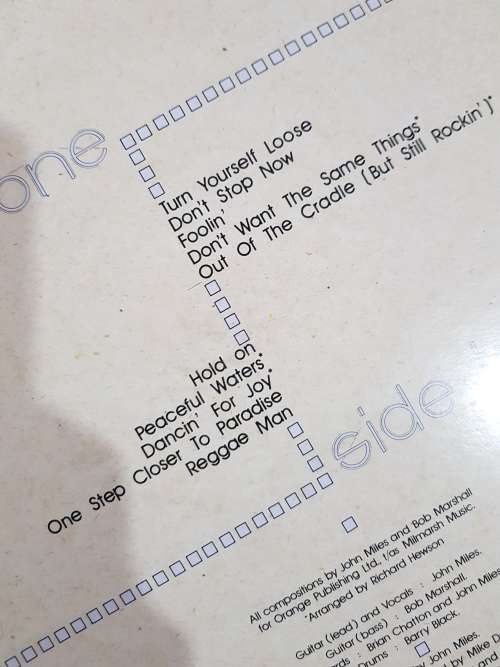 one
Turn Yourself Loose
Don't Stop Now
Foolin'
Don't Want The Same Things*
Out Of The Cradle (But Still Rockin')*
Hold on
Peaceful Waters*
Dancin' For Joy*
One Step Closer To Paradise
Reggae Man
side
All compositions by John Miles and Bob Marshall
for Orange Publishing Ltd., t/as Milmarsh Music.
*Arranged by Richard Hewson
Guitar (lead) and Vocals : John Miles.
Guitar (bass) : Bob Marshall.
: Brian Chatton and John Miles
: Barry Black.
John Miles.
Mike